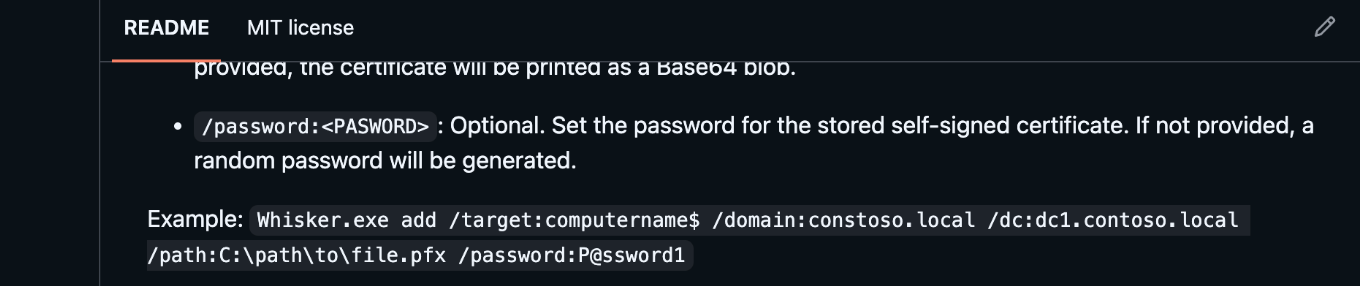 README MIT license
provided, the certificate will be printed as a Base64 blob.
• /password:<PASWORD> : Optional. Set the password for the stored self-signed certificate. If not provided, a
random password will be generated.
Example: Whisker.exe add /target:computername$ /domain:constoso.local /dc:dc1.contoso.local
/path:C:\path\to\file.pfx /password:P@ssword1